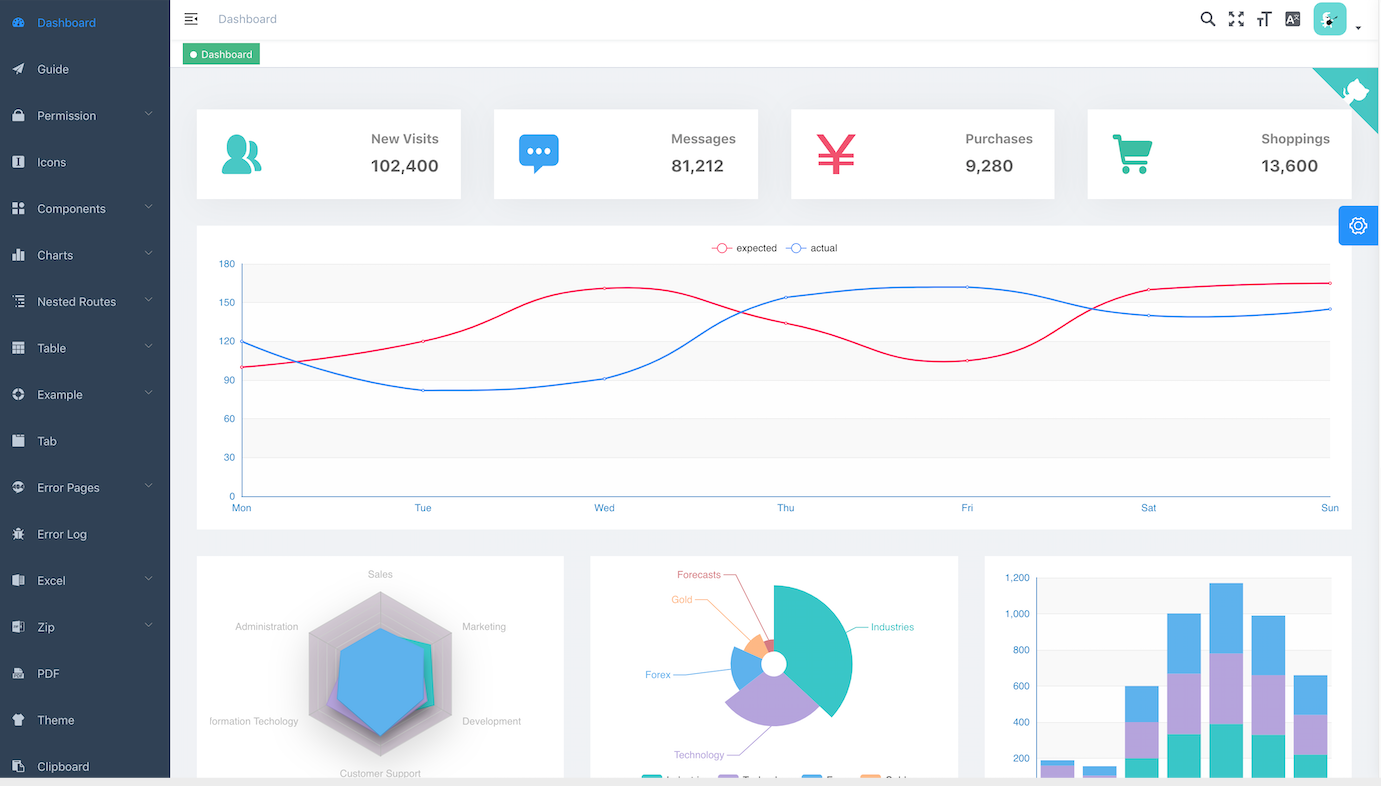 Dashboard
Guide
Permission
Icons
Components
Charts
Nested Routes
Table
Example
Tab
Error Pages
Error Log
Excel
Zip
PDF
Theme
Clipboard
Dashboard
Dashboard
New Visits
102,400
Messages
81,212
Purchases
9,280
Shoppings
13,600
expected actual
180
150
120
90
60
30
0
Mon Tue Wed Thu Fri Sat Sun
Sales
Administration
Marketing
formation Techology
Development
Customer Support
Forecasts
Gold
Industries
Forex
Technology
1,200
1,000
800
600
400
200